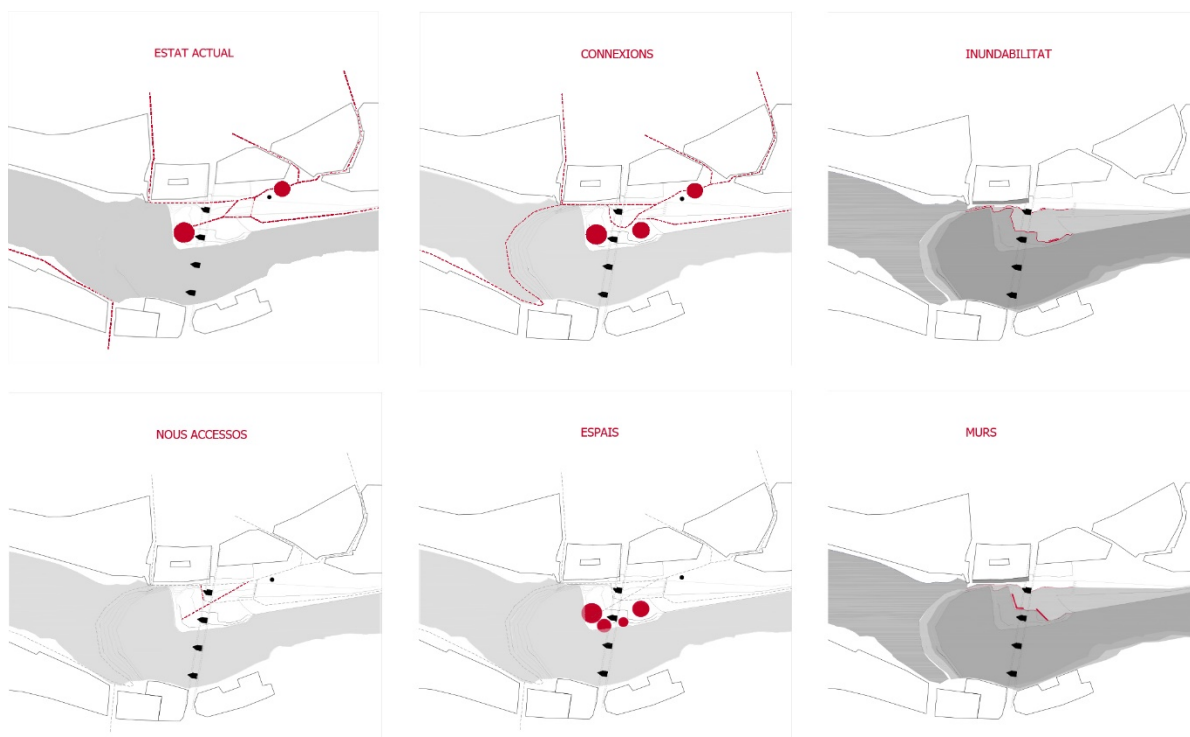 ESTAT ACTUAL
CONNEXIONS
INUNDABILITAT
NOUS ACCESSOS
ESPAIS
MURS